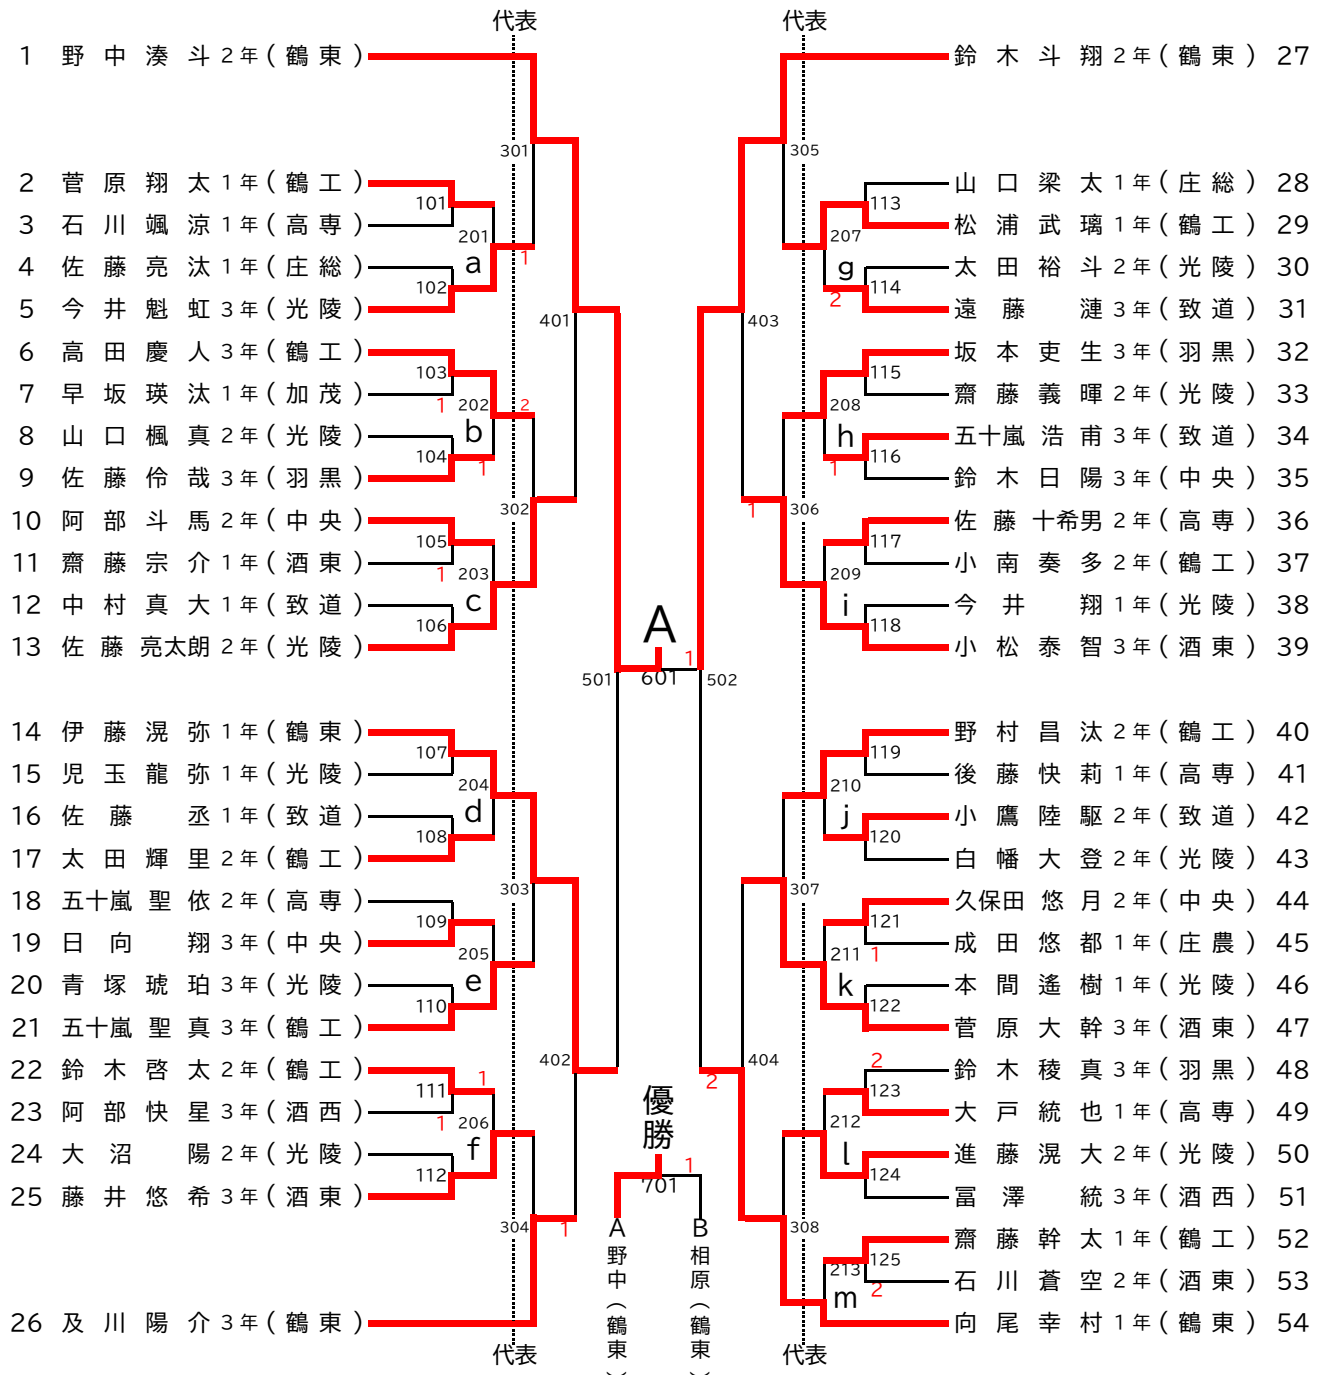 代表
代表
1 野中湊斗 2年(鶴東)
2 菅原翔太 1年(鶴工)
3 石川颯涼 1年(高専)
4 佐藤亮汰 1年(庄総)
5 今井魁虹 3年(光陵)
6 高田慶人 3年(鶴工)
7 早坂瑛汰 1年(加茂)
8 山口楓真 2年(光陵)
9 佐藤伶哉 3年(羽黒)
10 阿部斗馬 2年(中央)
11 齋藤宗介 1年(酒東)
12 中村真大 1年(致道)
13 佐藤亮太朗 2年(光陵)
14 伊藤滉弥 1年(鶴東)
15 児玉龍弥 1年(光陵)
16 佐藤丞 1年(致道)
17 太田輝里 2年(鶴工)
18 五十嵐聖依 2年(高専)
19 日向翔 3年(中央)
20 青塚琥珀 3年(光陵)
21 五十嵐聖真 3年(鶴工)
22 鈴木啓太 2年(鶴工)
23 阿部快星 3年(酒西)
24 大沼陽 2年(光陵)
25 藤井悠希 3年(酒東)
26 及川陽介 3年(鶴東)
101
102
103
1
104
105
1
106
107
108
109
110
111
1
112
201
a
202
b
1
203
c
204
d
205
e
1
206
f
301
1
2
302
303
304
401
402
1
501
A
601
1
502
優勝
701
1
A 野中(鶴東)
B 相原(鶴東)
403
1
404
2
305
306
307
308
207
g
2
208
h
1
209
i
210
j
211
k
212
l
213
m
113
114
115
116
117
118
119
120
121
1
122
2
123
124
125
2
鈴木斗翔 2年(鶴東) 27
山口梁太 1年(庄総) 28
松浦武璃 1年(鶴工) 29
太田裕斗 2年(光陵) 30
遠藤漣 3年(致道) 31
坂本吏生 3年(羽黒) 32
齋藤義暉 2年(光陵) 33
五十嵐浩甫 3年(致道) 34
鈴木日陽 3年(中央) 35
佐藤十希男 2年(高専) 36
小南奏多 2年(鶴工) 37
今井翔 1年(光陵) 38
小松泰智 3年(酒東) 39
野村昌汰 2年(鶴工) 40
後藤快莉 1年(高専) 41
小鷹陸駆 2年(致道) 42
白幡大登 2年(光陵) 43
久保田悠月 2年(中央) 44
成田悠都 1年(庄農) 45
本間遙樹 1年(光陵) 46
菅原大幹 3年(酒東) 47
鈴木稜真 3年(羽黒) 48
大戸統也 1年(高専) 49
進藤滉大 2年(光陵) 50
冨澤統 3年(酒西) 51
齋藤幹太 1年(鶴工) 52
石川蒼空 2年(酒東) 53
向尾幸村 1年(鶴東) 54
代表
代表